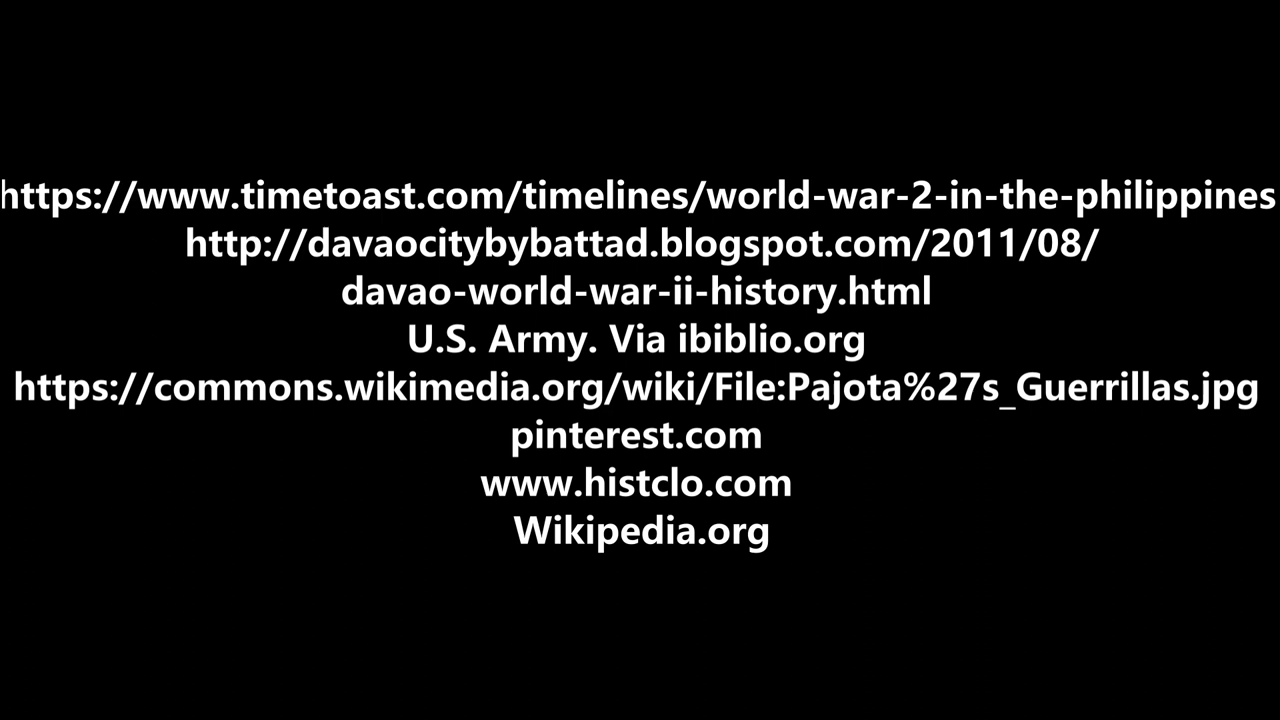 https://www.timetoast.com/timelines/world-war-2-in-the-philippines
http://davaocitybybattad.blogspot.com/2011/08/
davao-world-war-ii-history.html
U.S. Army. Via ibiblio.org
https://commons.wikimedia.org/wiki/File:Pajota%27s_Guerrillas.jpg
pinterest.com
www.histclo.com
Wikipedia.org